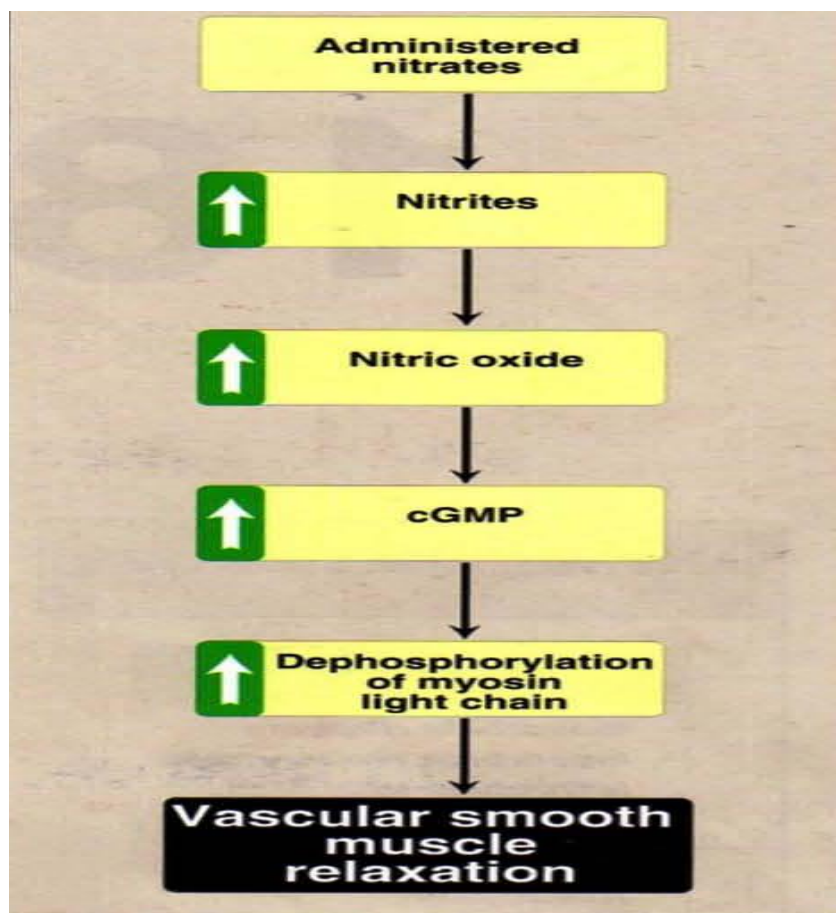 Administered
nitrates
Nitrites
Nitric oxide
cGMP
Dephosphorylation
of myosin
light chain
Vascular smooth
muscle
relaxation